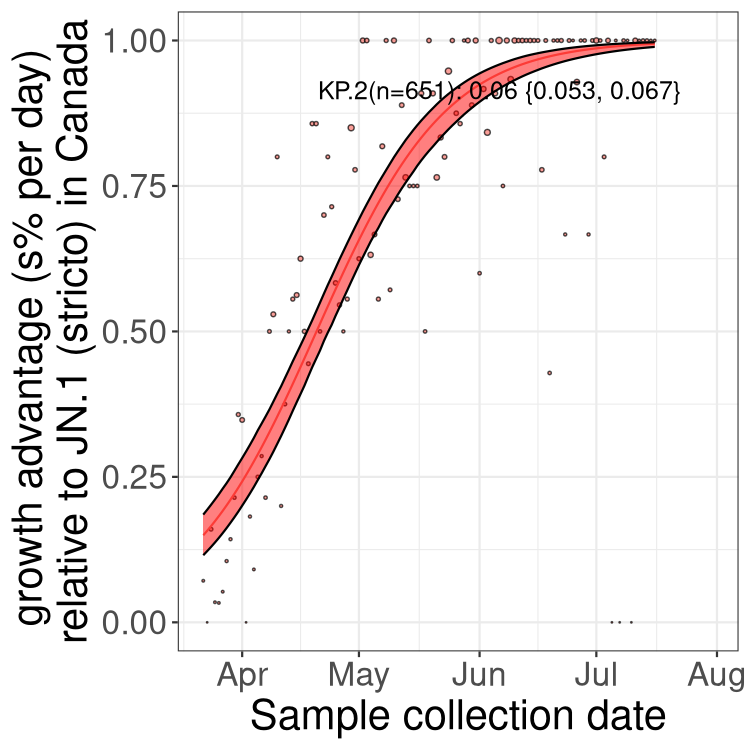 growth advantage (s% per day)
relative to JN.1 (stricto) in Canada
1.00
0.75
0.50
0.25
0.00
KP.2(n=651): 0.06 {0.053, 0.067}
Apr May Jun Jul Aug
Sample collection date